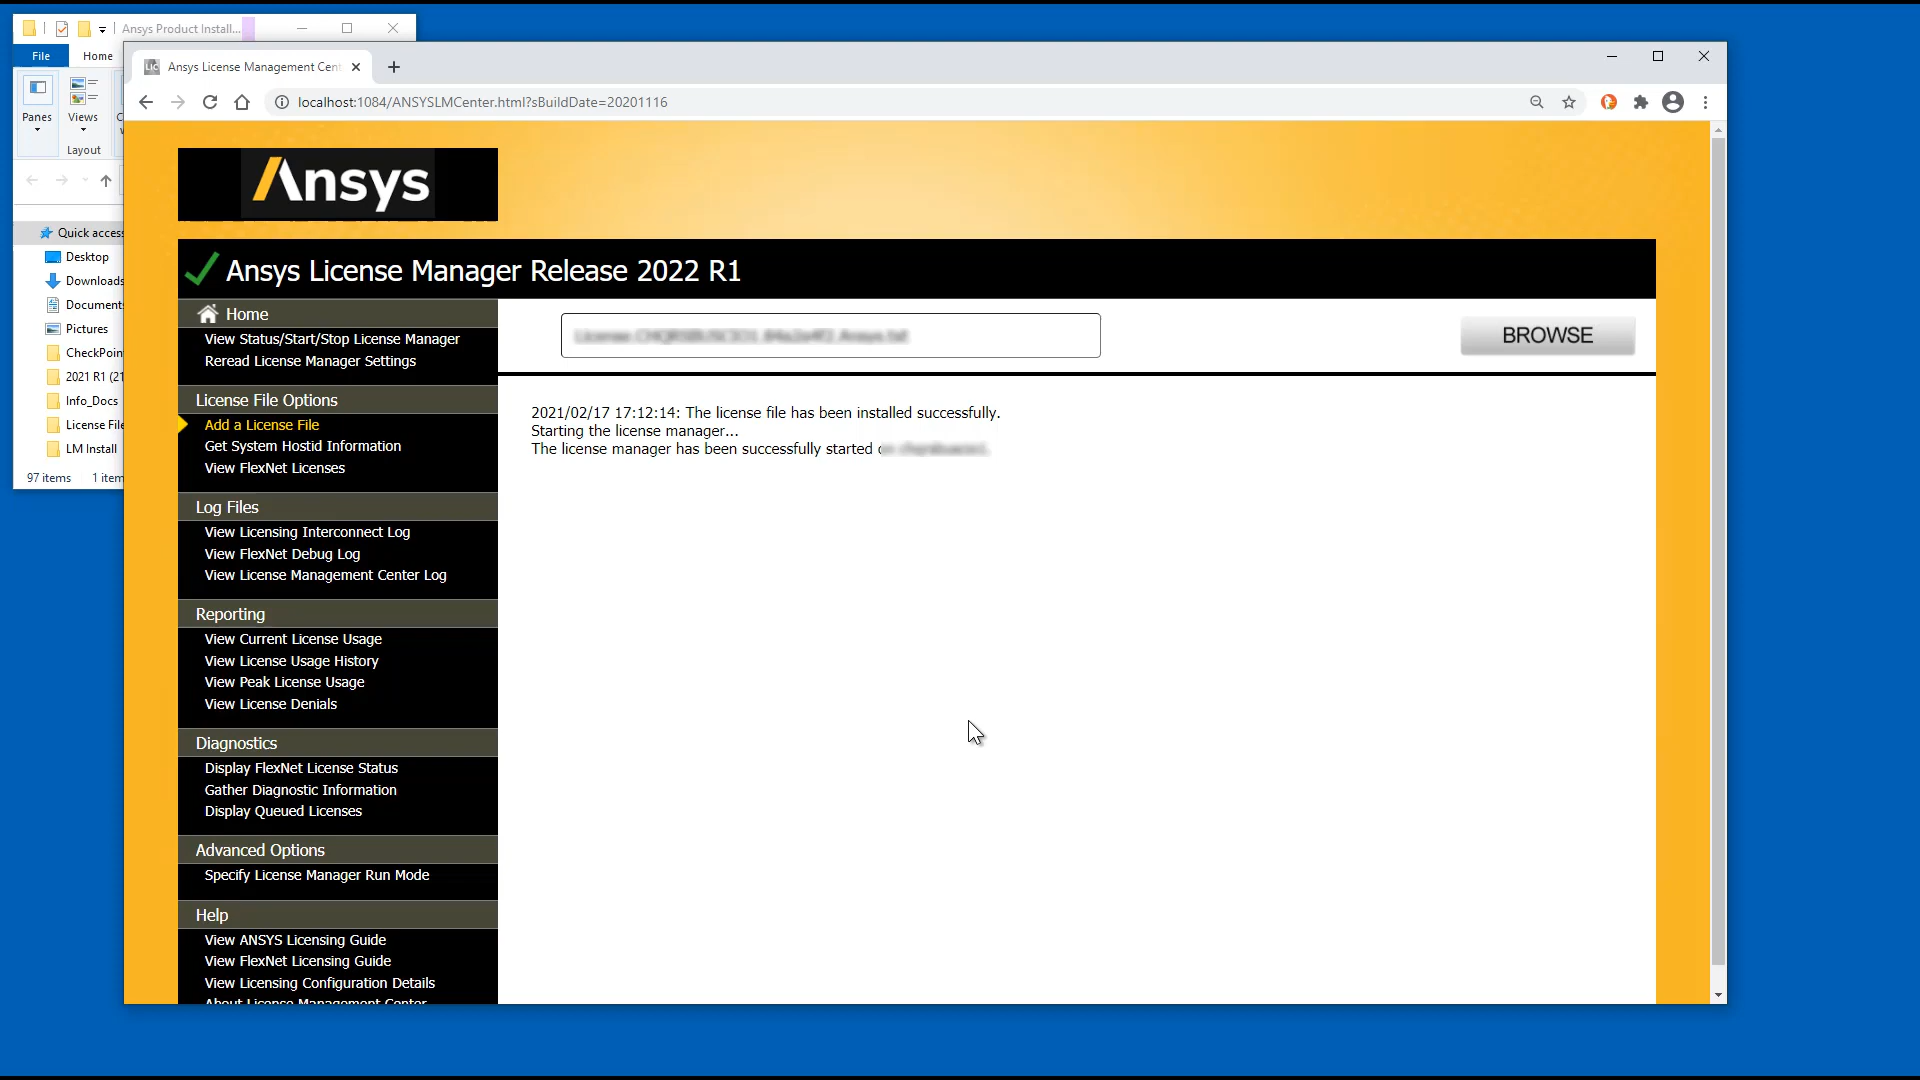 Ansys Product Install...
File
Home
Panes
Views
Layout
Quick access
Desktop
Downloads
Pictures
2021 R1 (21
Info_Docs
LM Install
97 items
Ansys License Management Cent
localhost:1084/ANSYSLMCenter.html?sBuildDate=20201116
Ansys
Ansys License Manager Release 2022 R1
Home
View Status/Start/Stop License Manager
Reread License Manager Settings
License File Options
Add a License File
Get System Hostid Information
View FlexNet Licenses
Log Files
View Licensing Interconnect Log
View FlexNet Debug Log
View License Management Center Log
Reporting
View Current License Usage
View License Usage History
View Peak License Usage
View License Denials
Diagnostics
Display FlexNet License Status
Gather Diagnostic Information
Display Queued Licenses
Advanced Options
Specify License Manager Run Mode
Help
View ANSYS Licensing Guide
View FlexNet Licensing Guide
View Licensing Configuration Details
About License Management Center
BROWSE
2021/02/17 17:12:14: The license file has been installed successfully.
Starting the license manager...
The license manager has been successfully started